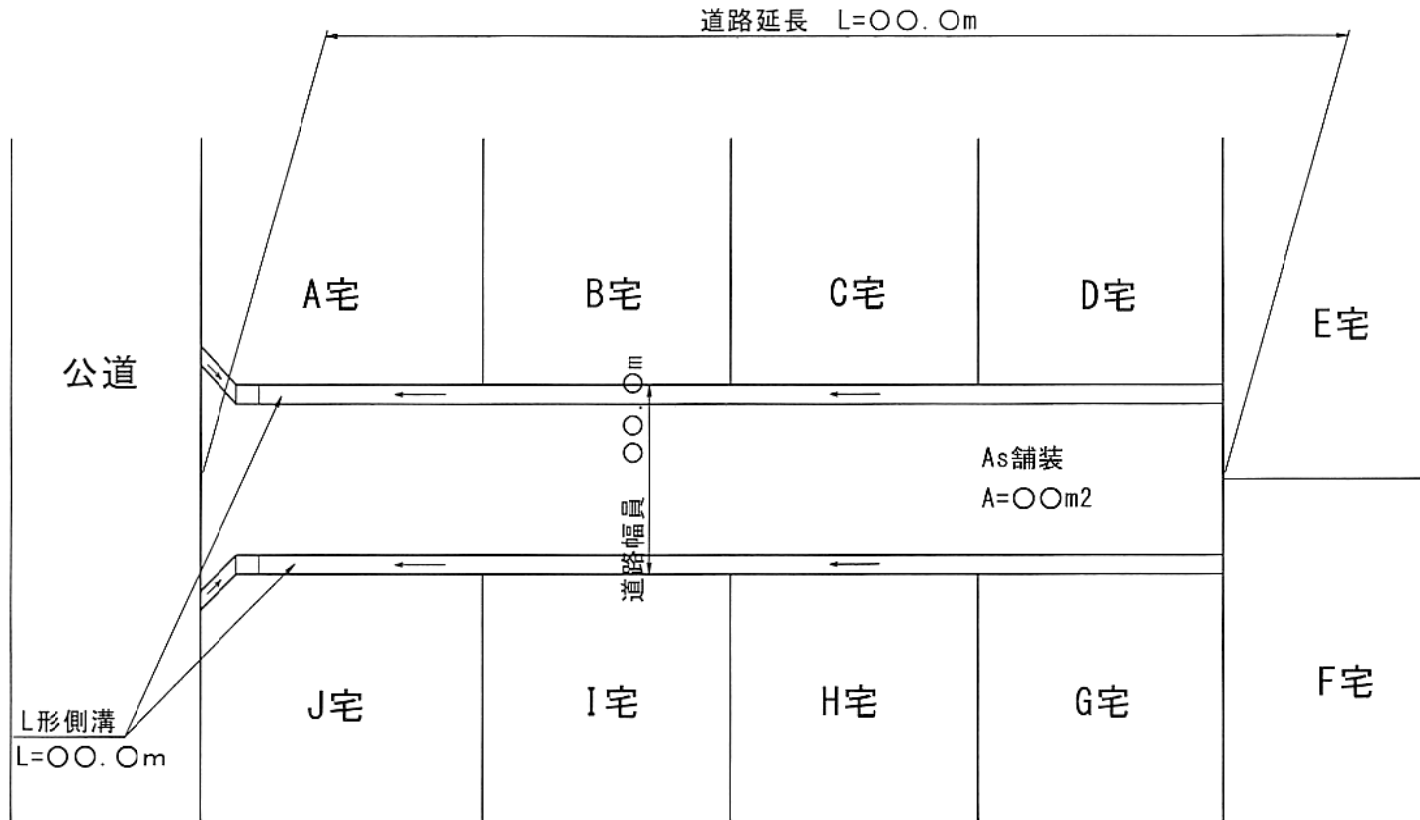 道路延長 L=○○.○m
A宅
B宅
C宅
D宅
E宅
公道
道路幅員 ○○.○m
As舗装
A=○○m2
J宅
I宅
H宅
G宅
F宅
L形側溝
L=○○.○m